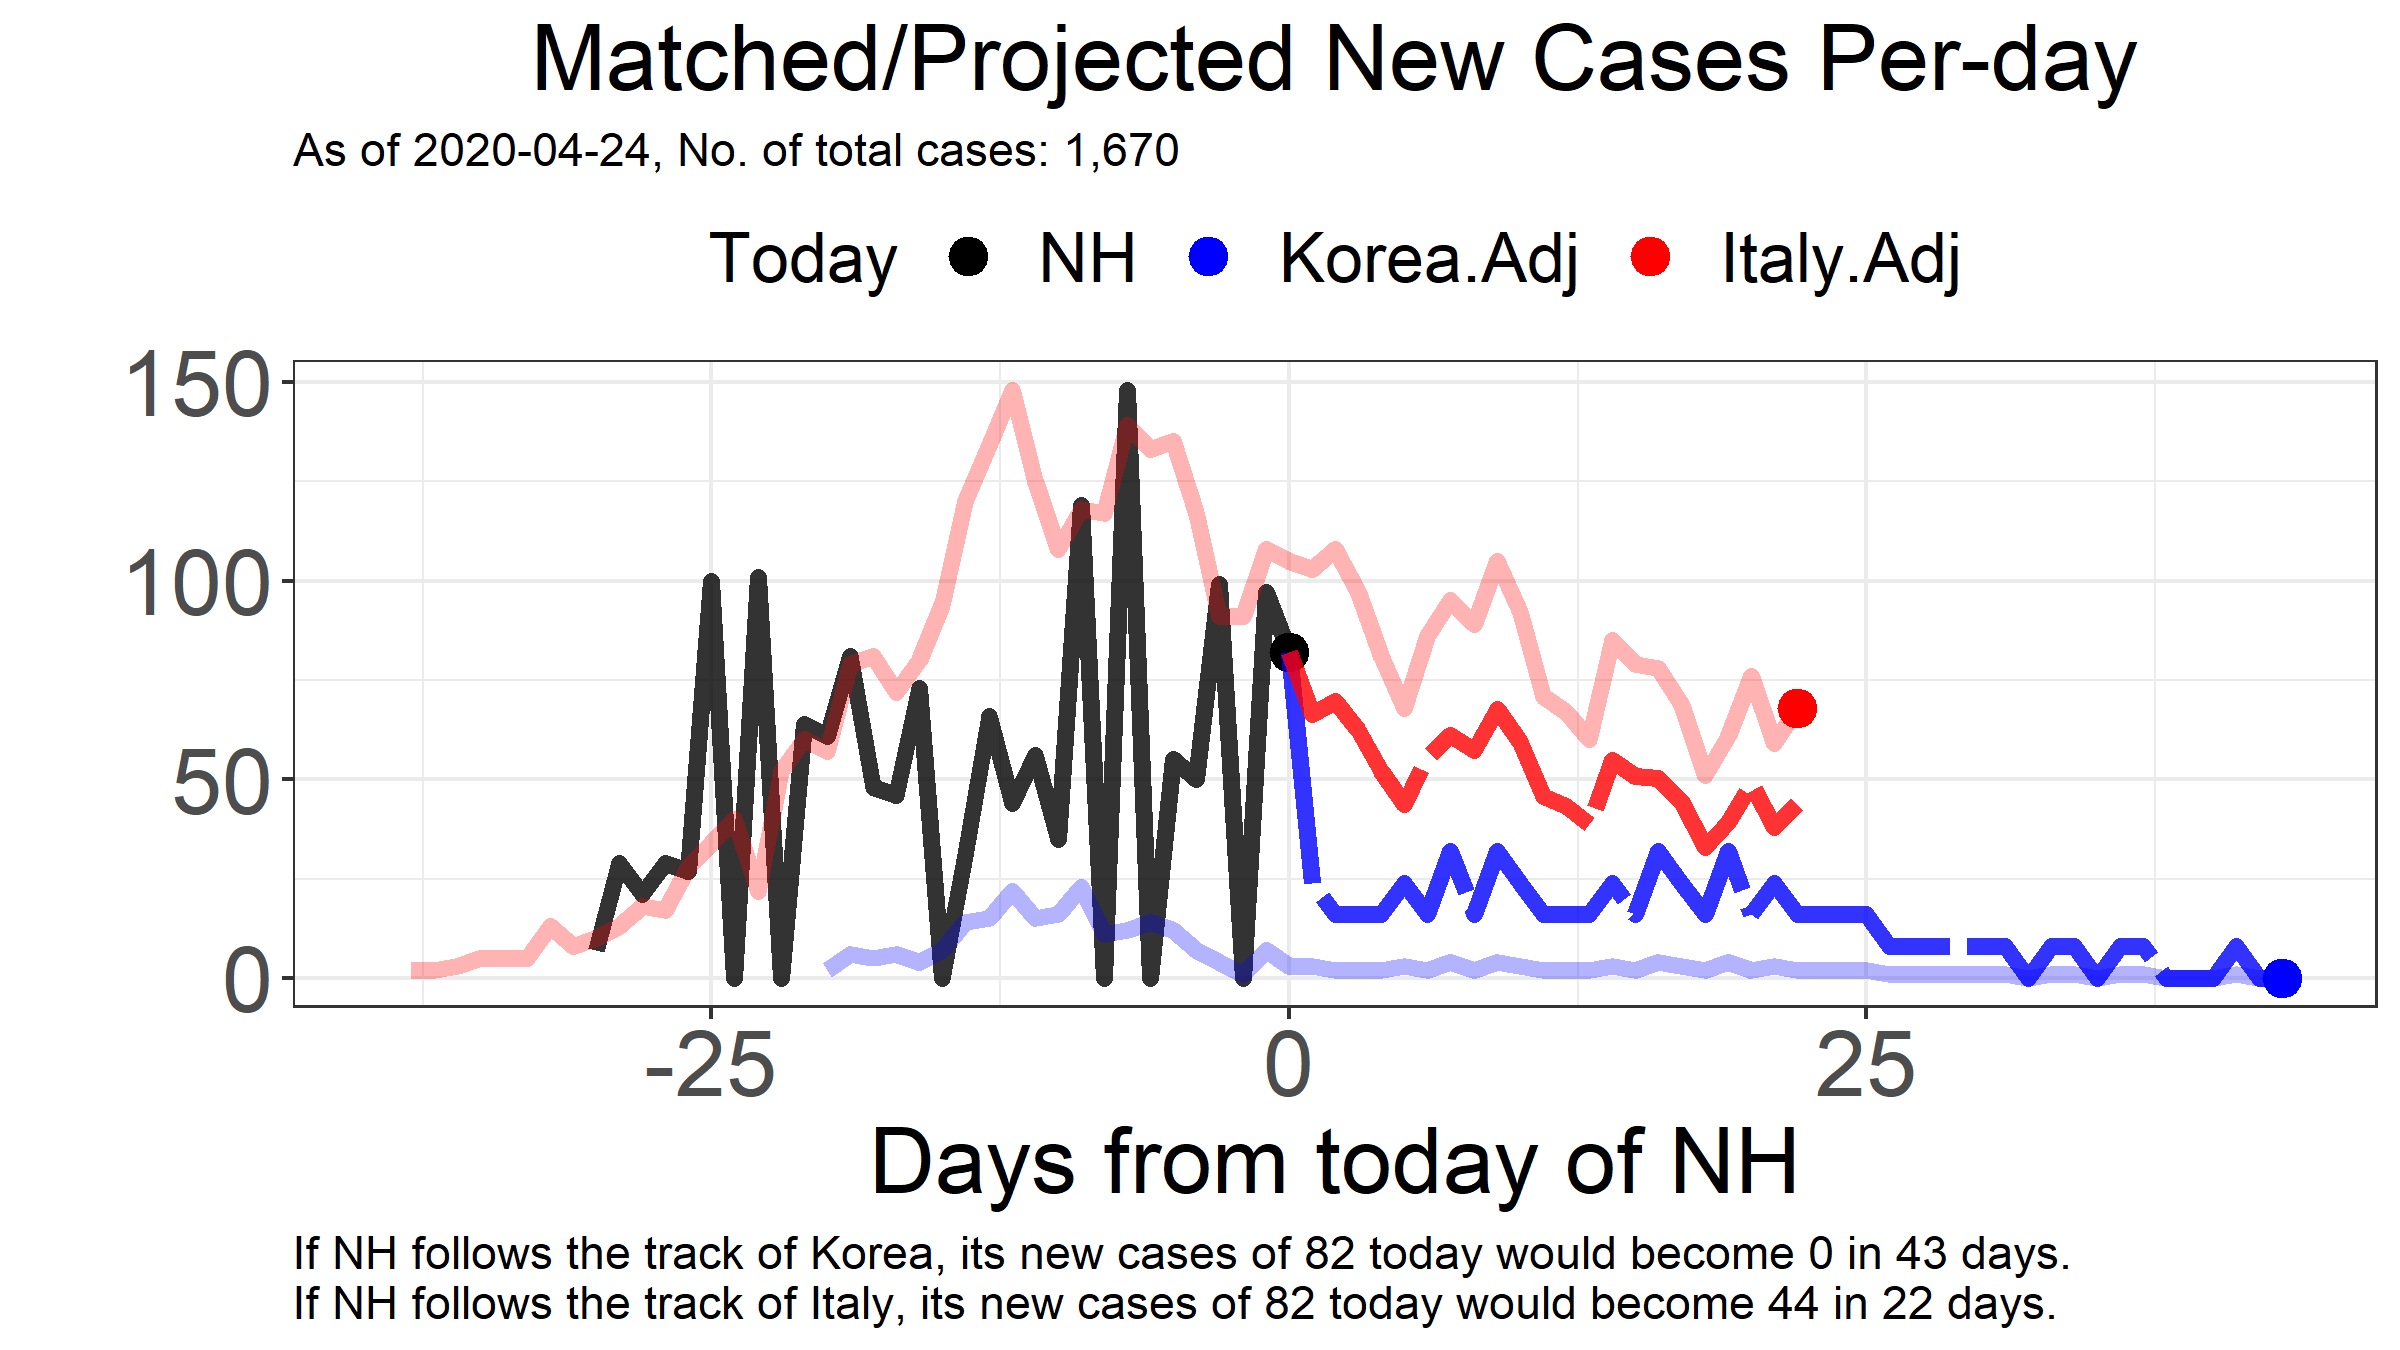 Matched/Projected New Cases Per-day
As of 2020-04-24, No. of total cases: 1,670
Today NH Korea.Adj Italy.Adj
150
100
50
0
-25 0 25
Days from today of NH
If NH follows the track of Korea, its new cases of 82 today would become 0 in 43 days.
If NH follows the track of Italy, its new cases of 82 today would become 44 in 22 days.